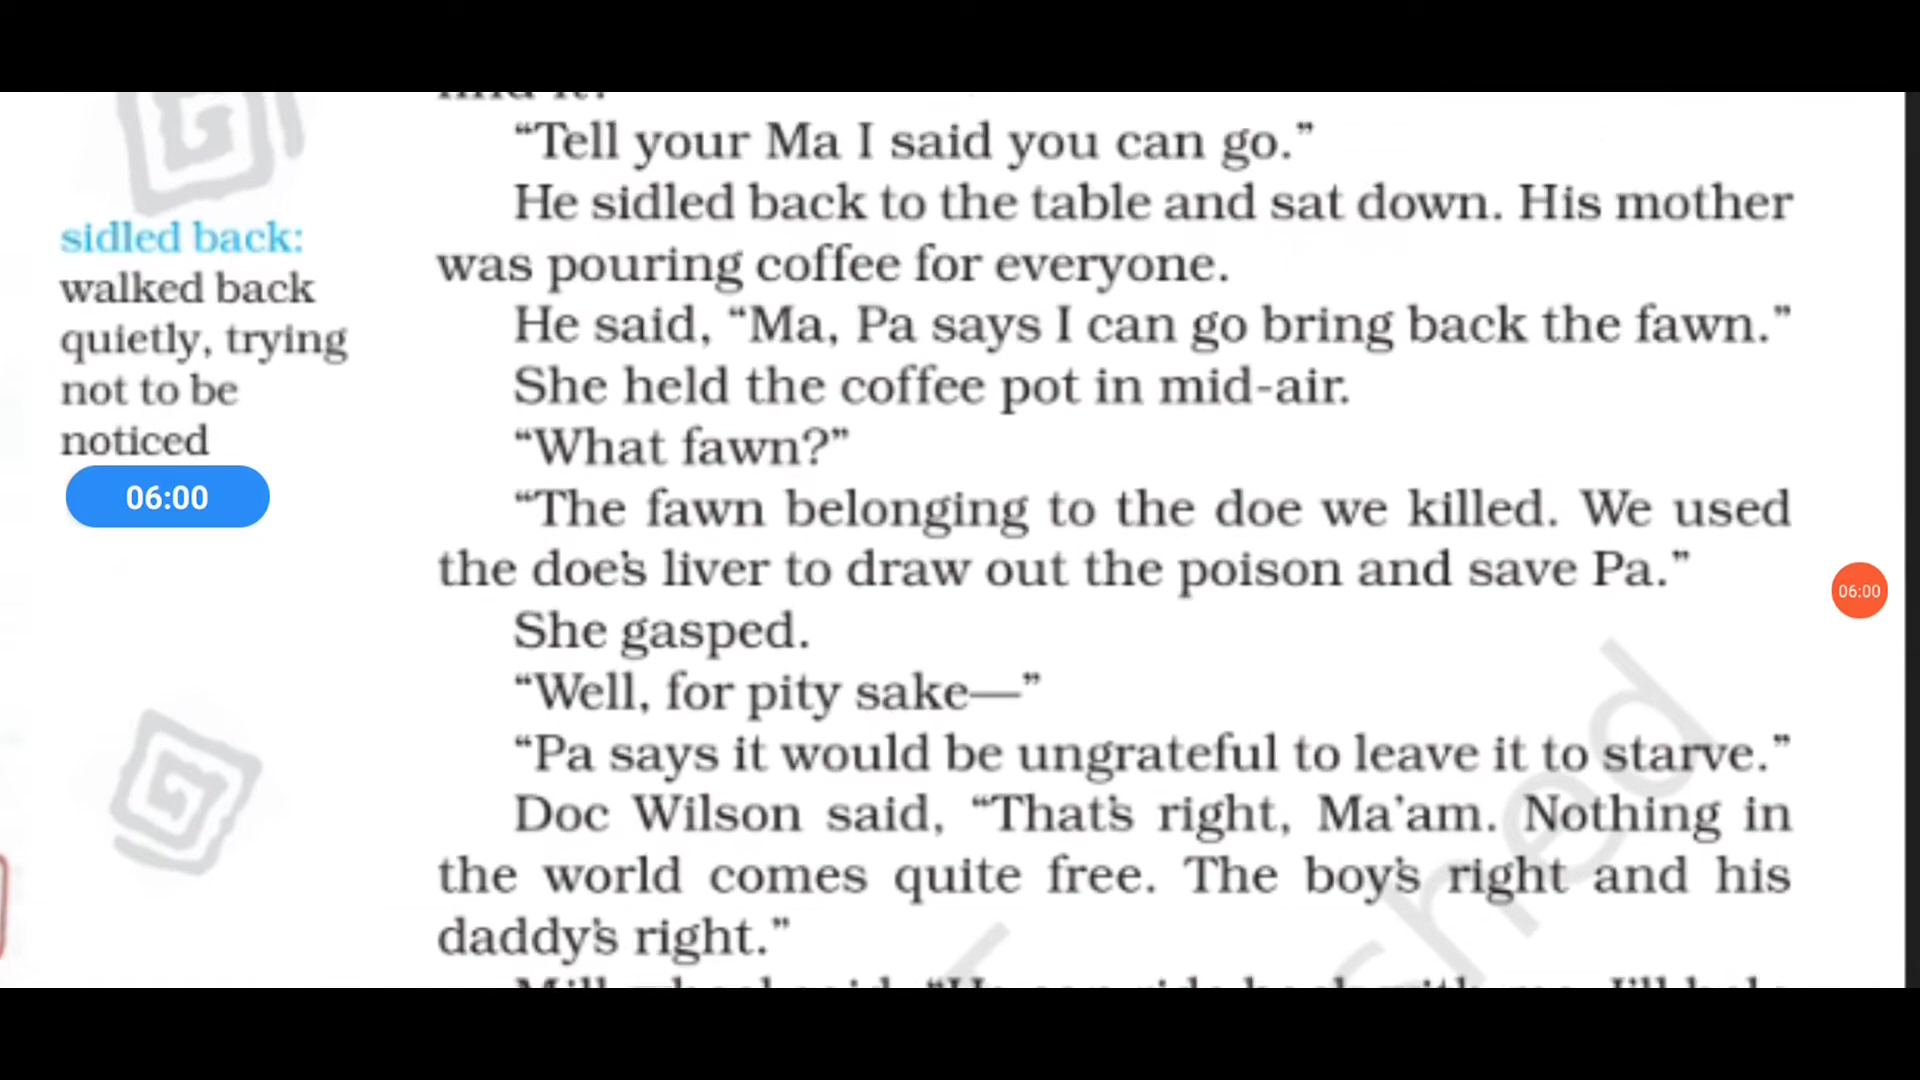 “Tell your Ma I said you can go.”
He sidled back to the table and sat down. His mother
was pouring coffee for everyone.
He said, “Ma, Pa says I can go bring back the fawn.”
She held the coffee pot in mid-air.
“What fawn?”
“The fawn belonging to the doe we killed. We used
the doe's liver to draw out the poison and save Pa.”
She gasped.
“Well, for pity sake—”
“Pa says it would be ungrateful to leave it to starve.”
Doc Wilson said, “That's right, Ma’am. Nothing in
the world comes quite free. The boy's right and his
daddy's right.”
sidled back:
walked back
quietly, trying
not to be
noticed
06:00
06:00